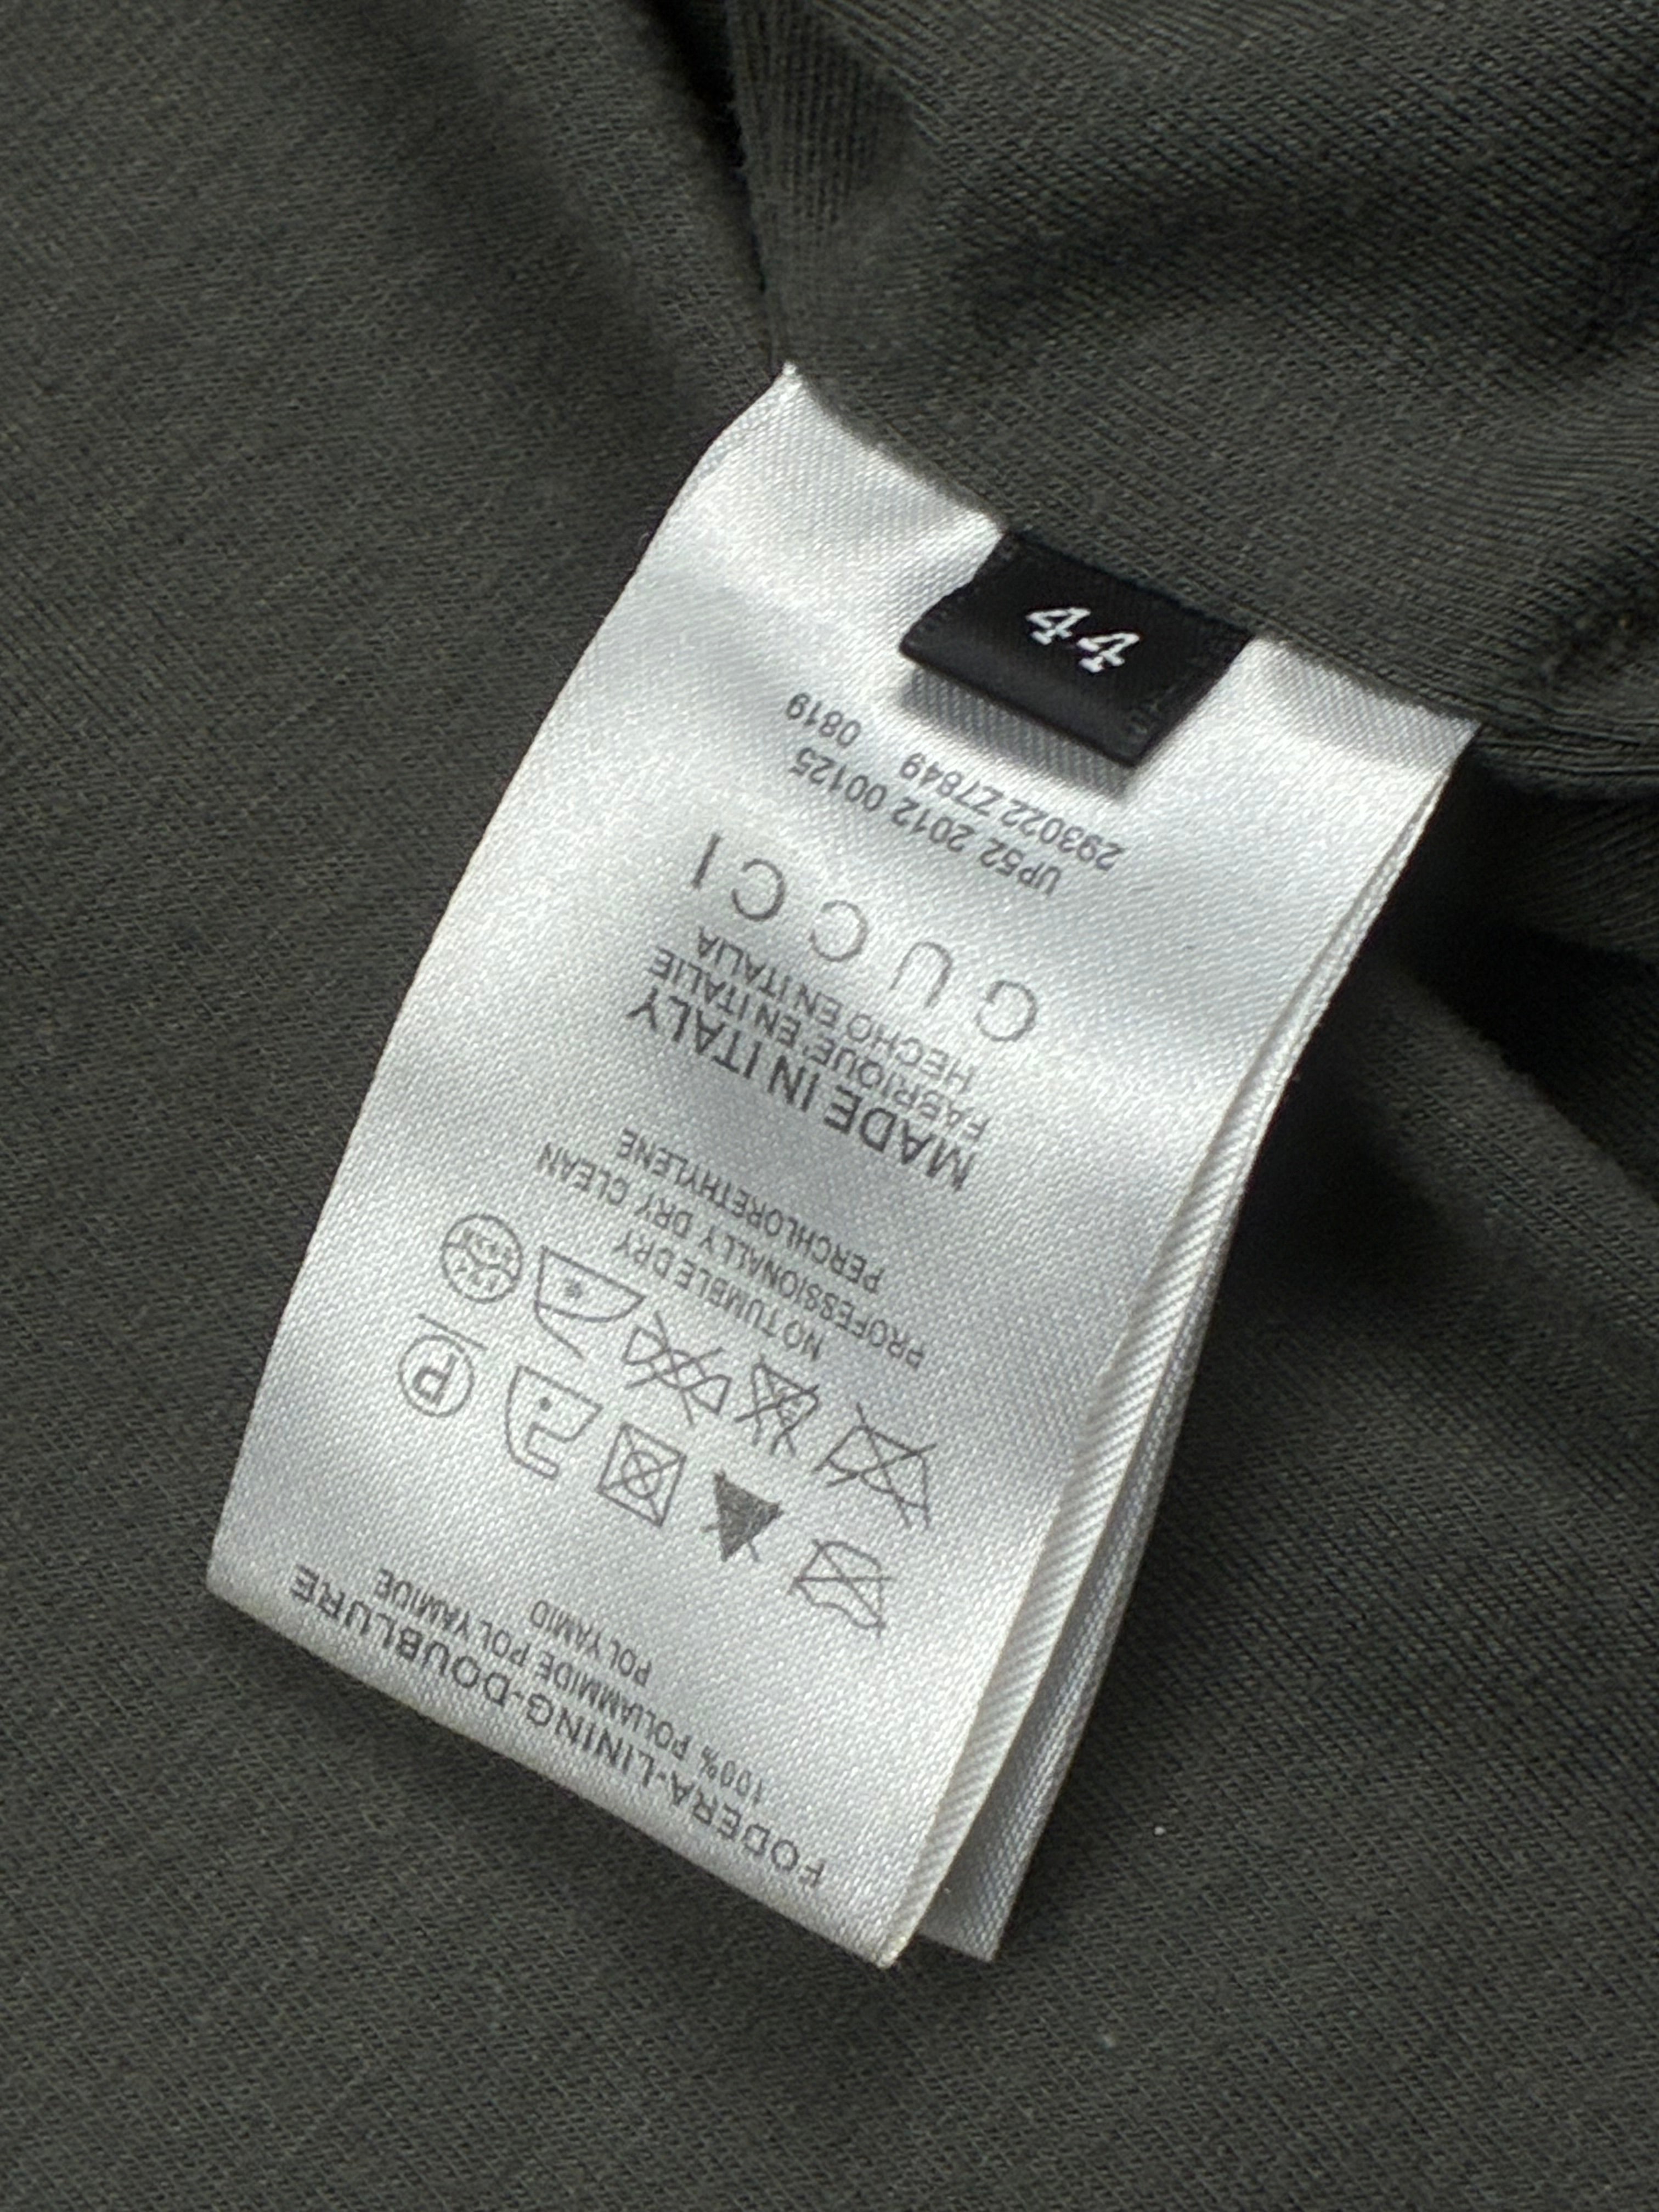 FODERA-LINING-DOUBLURE
100% POLIAMMIDE POLYAMIDE
POLYAMID
P
NO TUMBLE DRY
PROFESSIONALLY DRY CLEAN
PERCHLORETHYLENE
MADE IN ITALY
FABRIQUE' EN ITALIE
HECHO EN ITALIA
GUCCI
UP52 2012 00125
293022 Z7849 0819
44